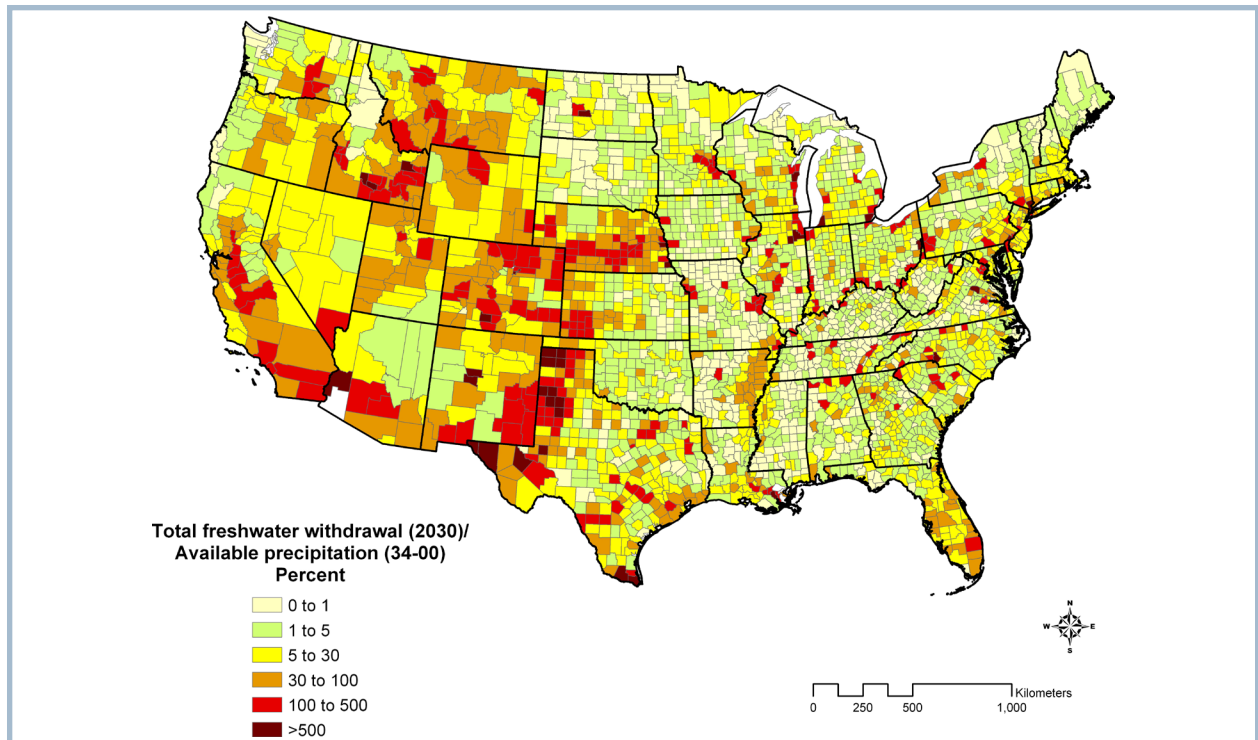 Total freshwater withdrawal (2030)/
Available precipitation (34-00)
Percent
0 to 1
1 to 5
5 to 30
30 to 100
100 to 500
>500
N
W E
S
Kilometers
0 250 500 1,000